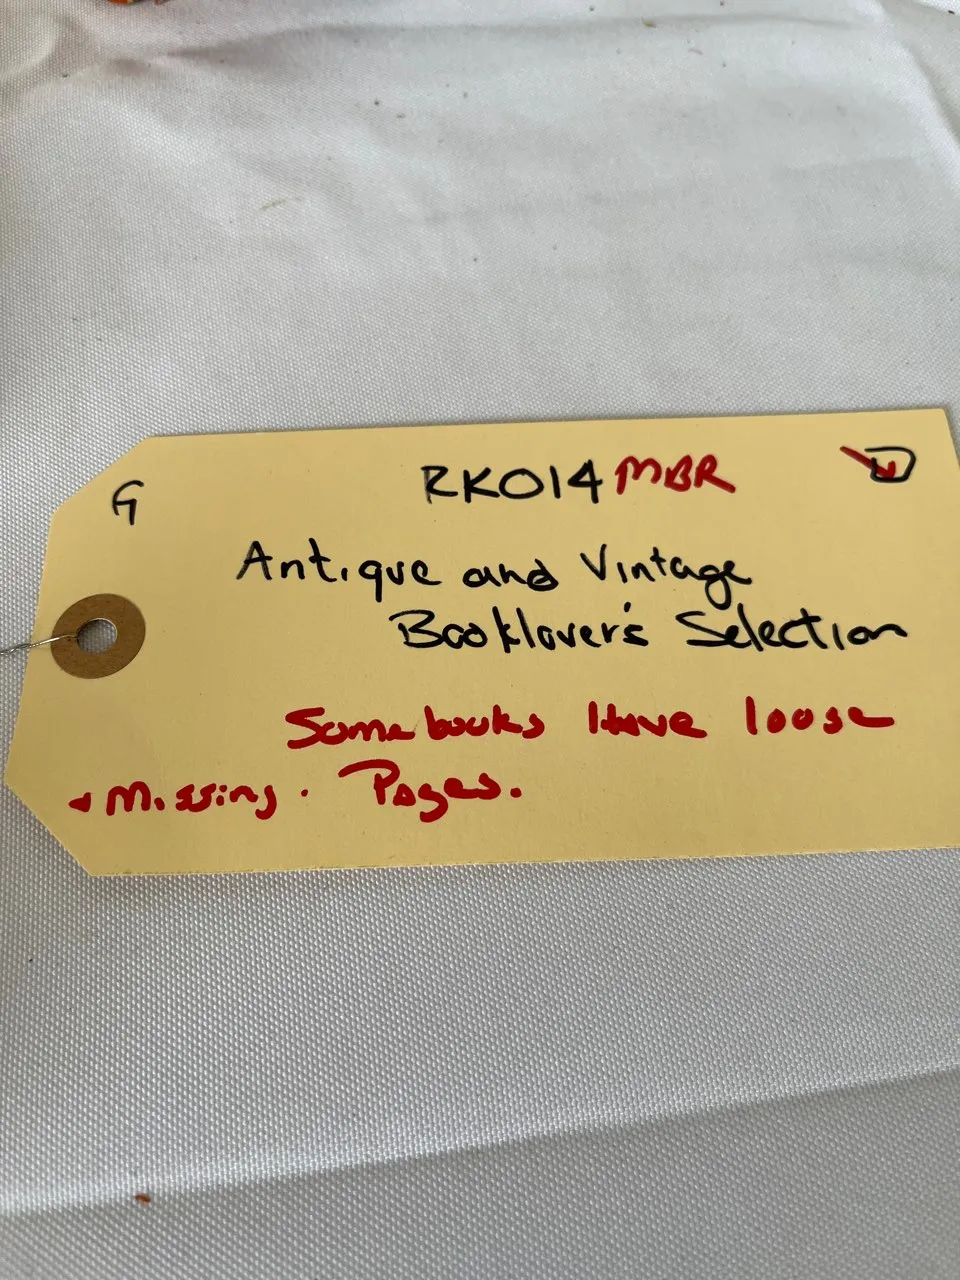 G RK014 MBR
Antique and Vintage
Booklover's Selection
Some books Have loose
+ Missing. Pages.